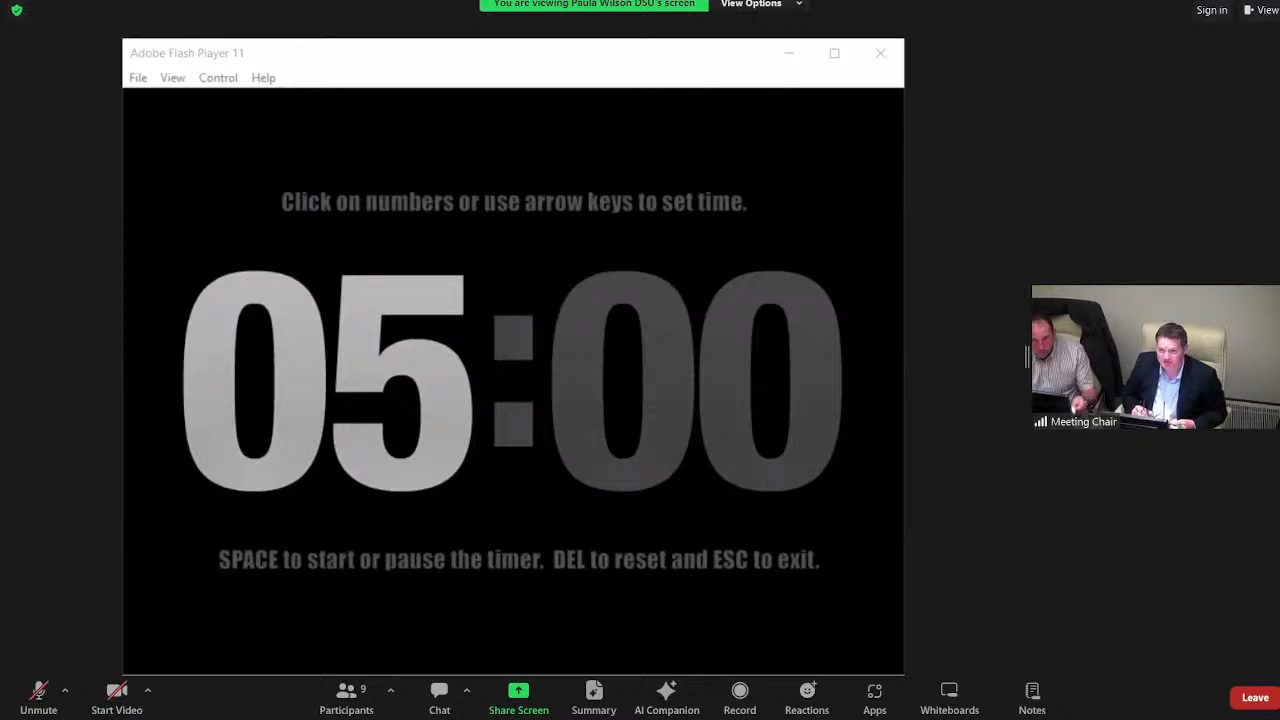 You are viewing Paula Wilson DSO's screen
View Options
Sign in
View
Adobe Flash Player 11
File View Control Help
Click on numbers or use arrow keys to set time.
05:00
SPACE to start or pause the timer. DEL to reset and ESC to exit.
Meeting Chair
9
Unmute
Start Video
Participants
Chat
Share Screen
Summary
AI Companion
Record
Reactions
Apps
Whiteboards
Notes
Leave